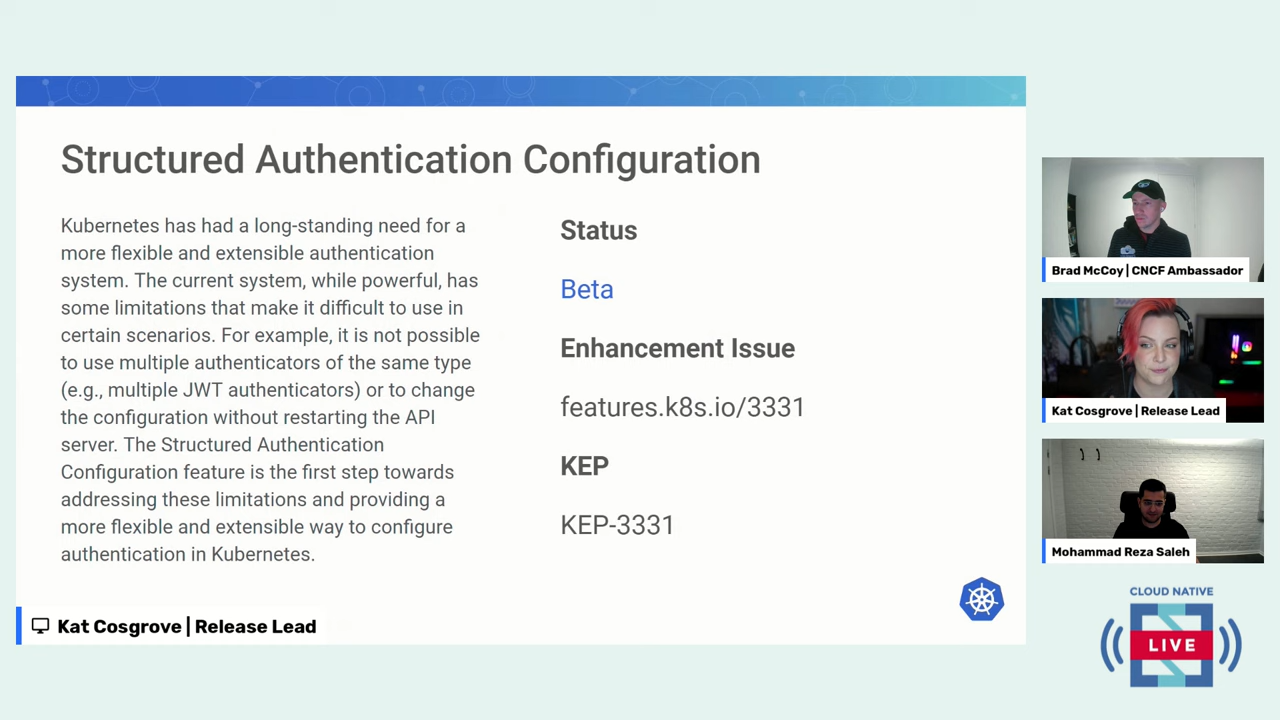 Structured Authentication Configuration
Kubernetes has had a long-standing need for a
more flexible and extensible authentication
system. The current system, while powerful, has
some limitations that make it difficult to use in
certain scenarios. For example, it is not possible
to use multiple authenticators of the same type
(e.g., multiple JWT authenticators) or to change
the configuration without restarting the API
server. The Structured Authentication
Configuration feature is the first step towards
addressing these limitations and providing a
more flexible and extensible way to configure
authentication in Kubernetes.
Status
Beta
Enhancement Issue
features.k8s.io/3331
KEP
KEP-3331
Kat Cosgrove | Release Lead
Brad McCoy | CNCF Ambassador
Kat Cosgrove | Release Lead
Mohammad Reza Saleh
CLOUD NATIVE
LIVE